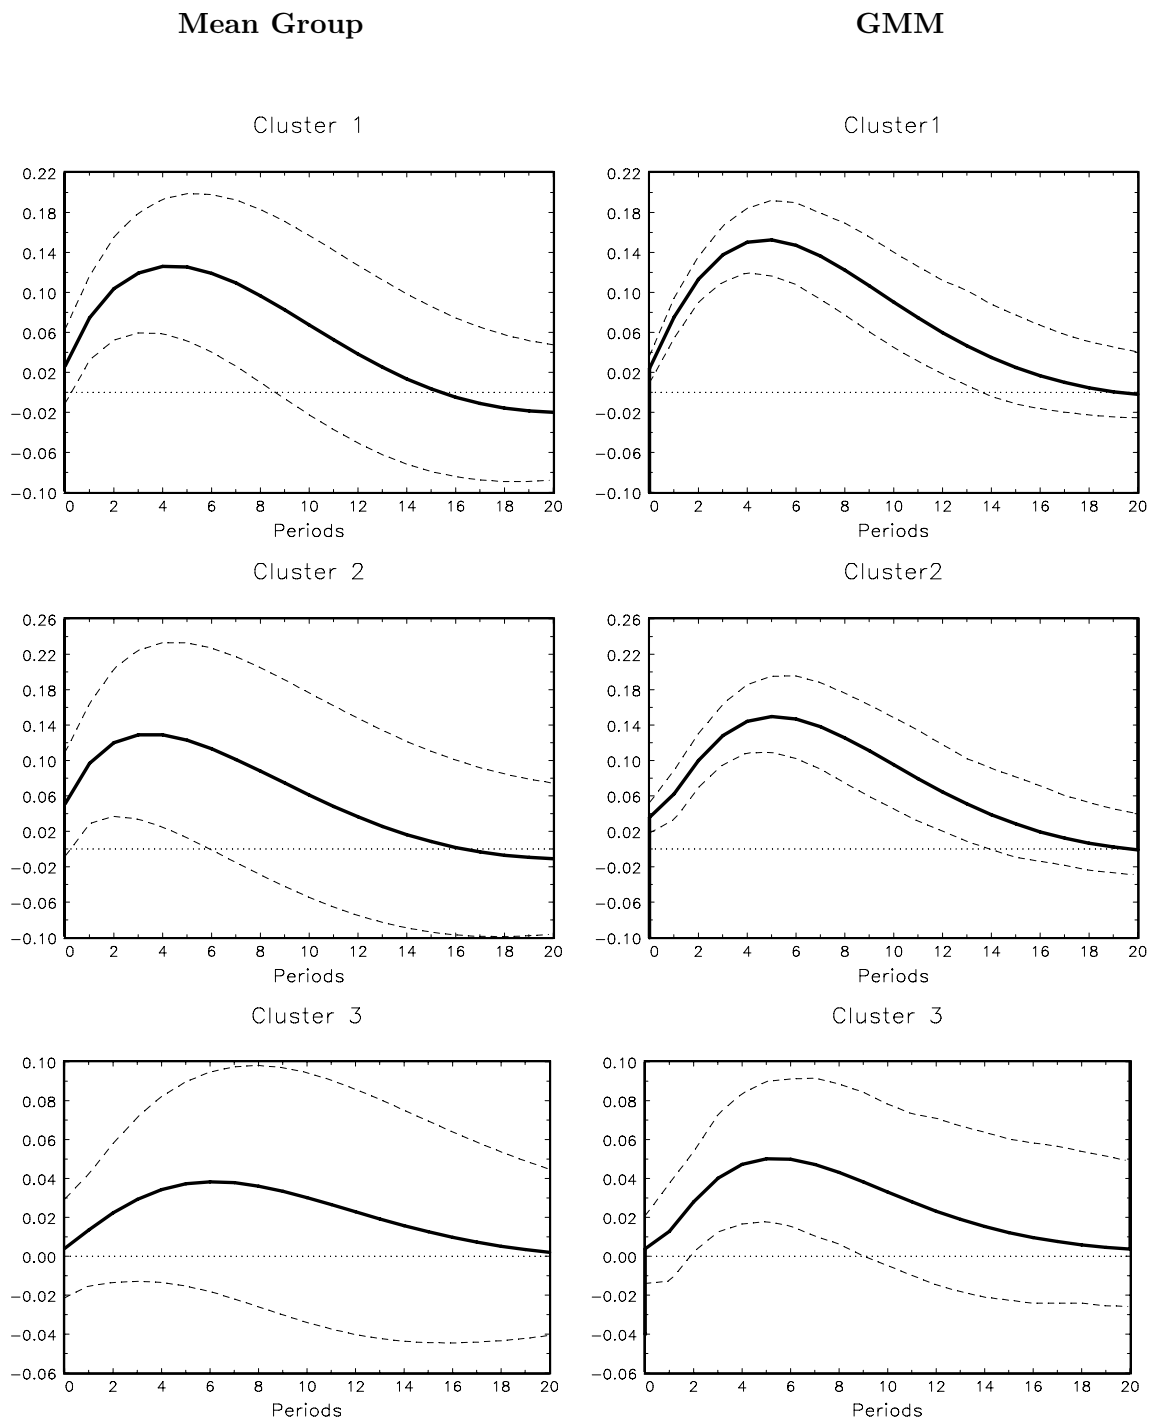 Mean Group GMM
Cluster 1 Cluster1
0.22 0.22
0.18 0.18
0.14 0.14
0.10 0.10
0.06 0.06
0.02 0.02
−0.02 −0.02
−0.06 −0.06
−0.10 −0.10
0 2 4 6 8 10 12 14 16 18 20 0 2 4 6 8 10 12 14 16 18 20
Periods Periods
Cluster 2 Cluster2
0.26 0.26
0.22 0.22
0.18 0.18
0.14 0.14
0.10 0.10
0.06 0.06
0.02 0.02
−0.02 −0.02
−0.06 −0.06
−0.10 −0.10
0 2 4 6 8 10 12 14 16 18 20 0 2 4 6 8 10 12 14 16 18 20
Periods Periods
Cluster 3 Cluster 3
0.10 0.10
0.08 0.08
0.06 0.06
0.04 0.04
0.02 0.02
0.00 0.00
−0.02 −0.02
−0.04 −0.04
−0.06 −0.06
0 2 4 6 8 10 12 14 16 18 20 0 2 4 6 8 10 12 14 16 18 20
Periods Periods